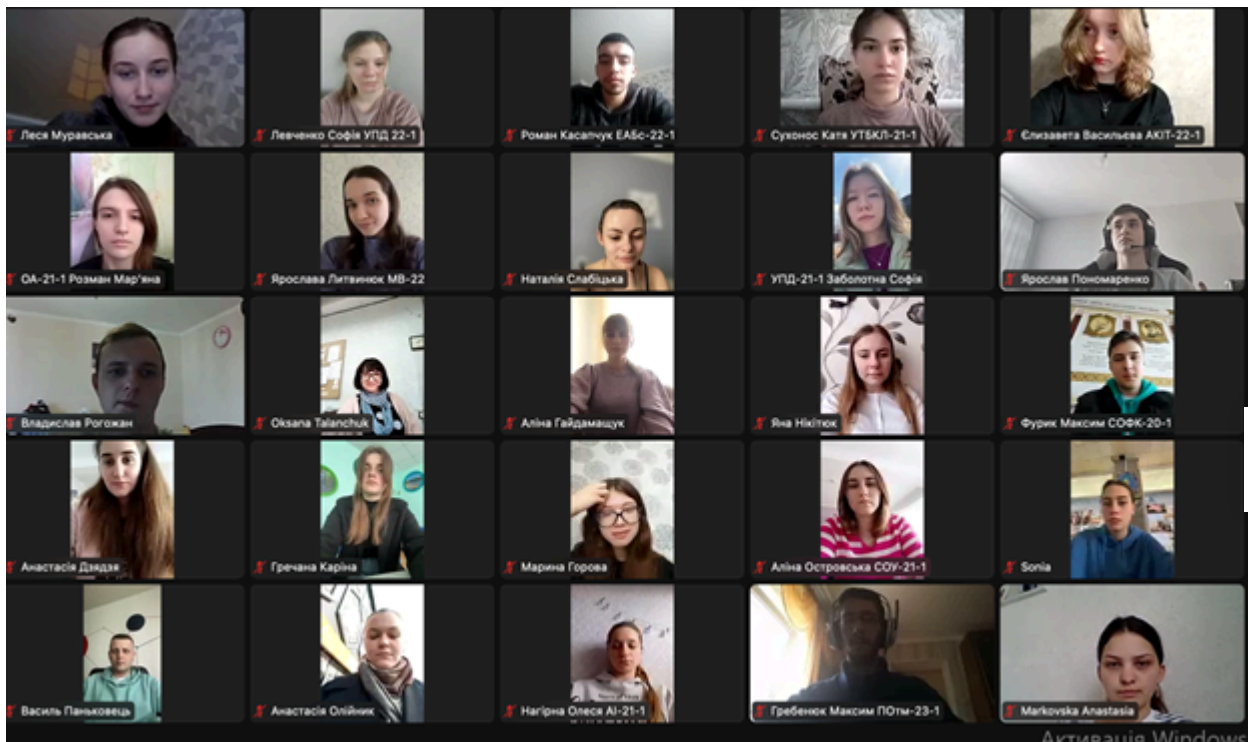 Леся Муравська
Левченко Софія УПД 22-1
Роман Касапчук ЕАБс-22-1
Сухонос Катя УТБКЛ-21-1
Єлизавета Васильєва АКІТ-22-1
ОА-21-1 Розман Мар'яна
Ярослава Литвинюк МВ-22
Наталія Слабіцька
УПД-21-1 Заболотна Софія
Ярослав Пономаренко
Владислав Рогожан
Oksana Talanchuk
Аліна Гайдамащук
Яна Нікітюк
Фурик Максим СОФК-20-1
Анастасія Дзядзя
Гречана Каріна
Марина Горова
Аліна Островська СОУ-21-1
Sonia
Василь Паньковець
Анастасія Олійник
Нагірна Олеся АІ-21-1
Гребенюк Максим ПОтм-23-1
Markovska Anastasia
Активація Windows